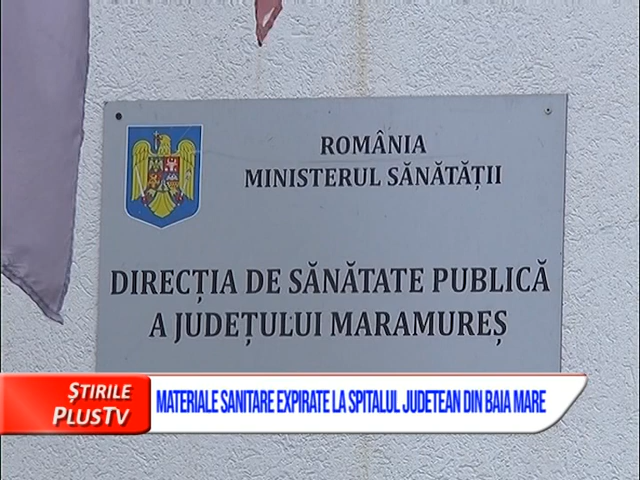 ROMÂNIA
MINISTERUL SĂNĂTĂȚII
DIRECȚIA DE SĂNĂTATE PUBLICĂ
A JUDEȚULUI MARAMUREȘ
ȘTIRILE
PLUSTV
MATERIALE SANITARE EXPIRATE LA SPITALUL JUDETEAN DIN BAIA MARE